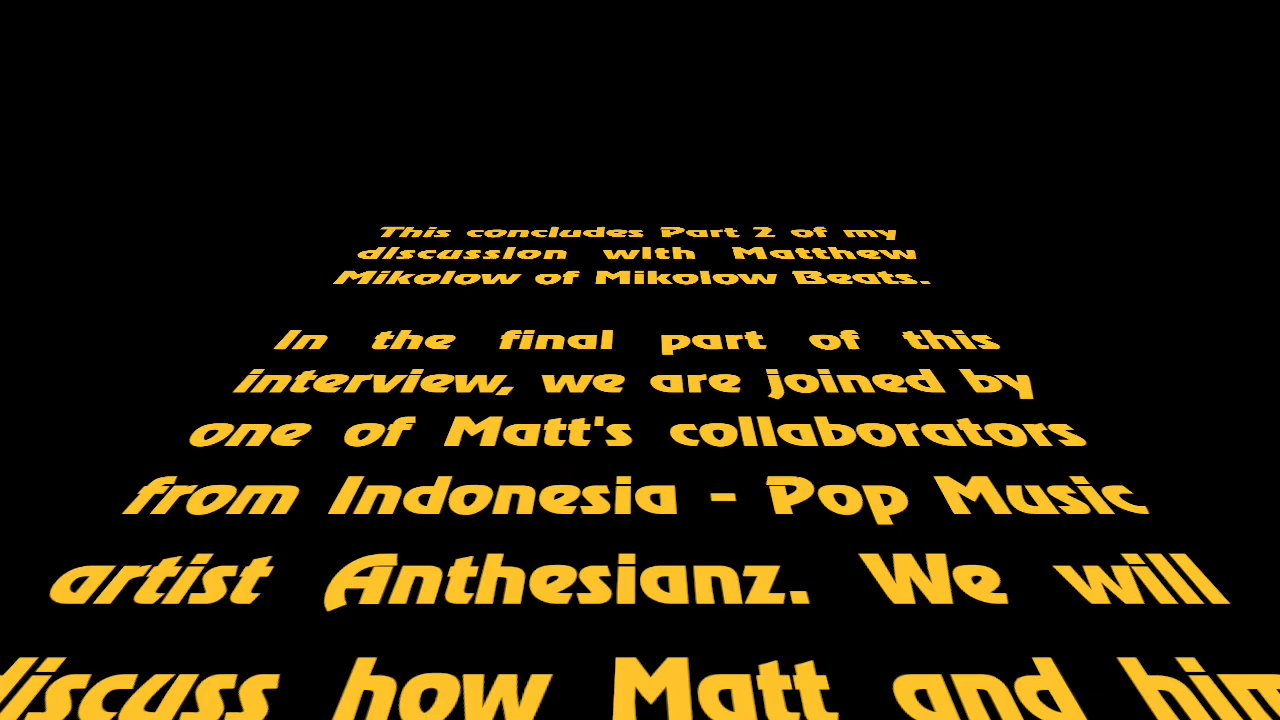 This concludes Part 2 of my
discussion with Matthew
Mikolow of Mikolow Beats.
In the final part of this
interview, we are joined by
one of Matt's collaborators
from Indonesia - Pop Music
artist Anthesianz. We will
discuss how Matt and him